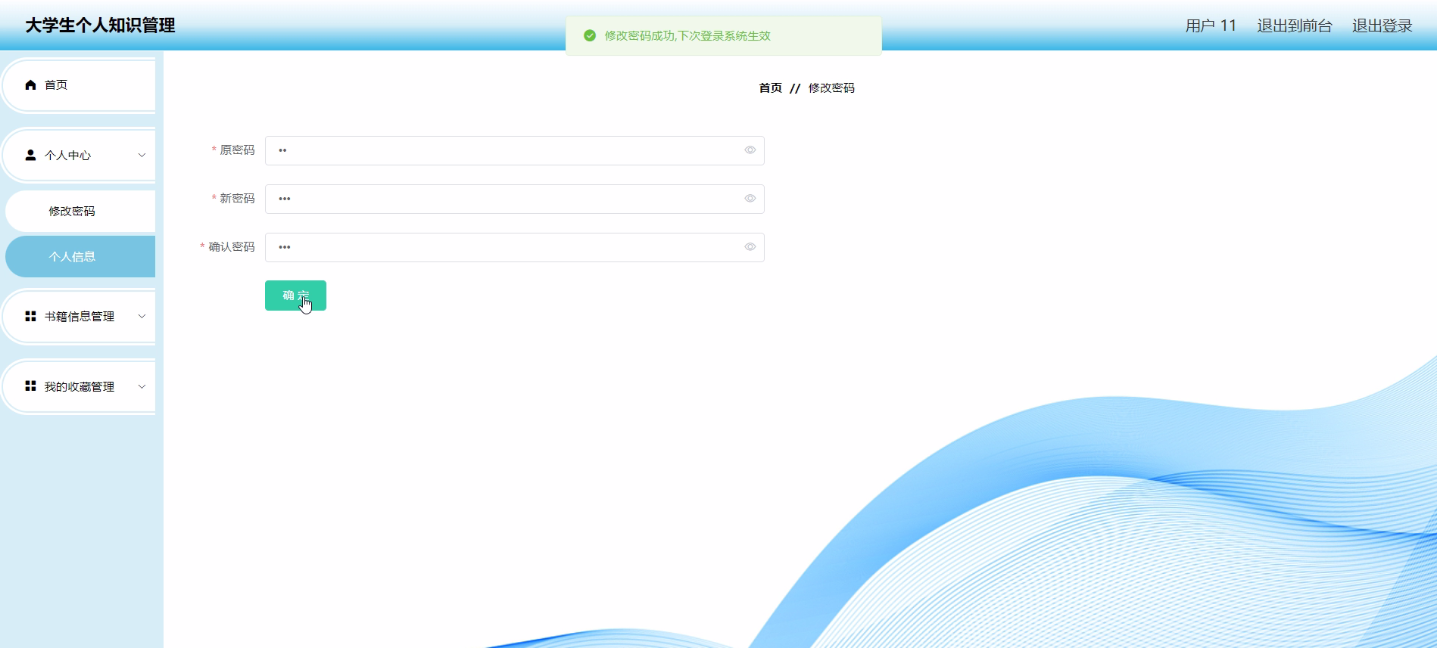 大学生个人知识管理
修改密码成功,下次登录系统生效
用户 11 退出到前台 退出登录
首页
个人中心
修改密码
个人信息
书籍信息管理
我的收藏管理
首页 // 修改密码
* 原密码 ••
* 新密码 •••
* 确认密码 •••
确定